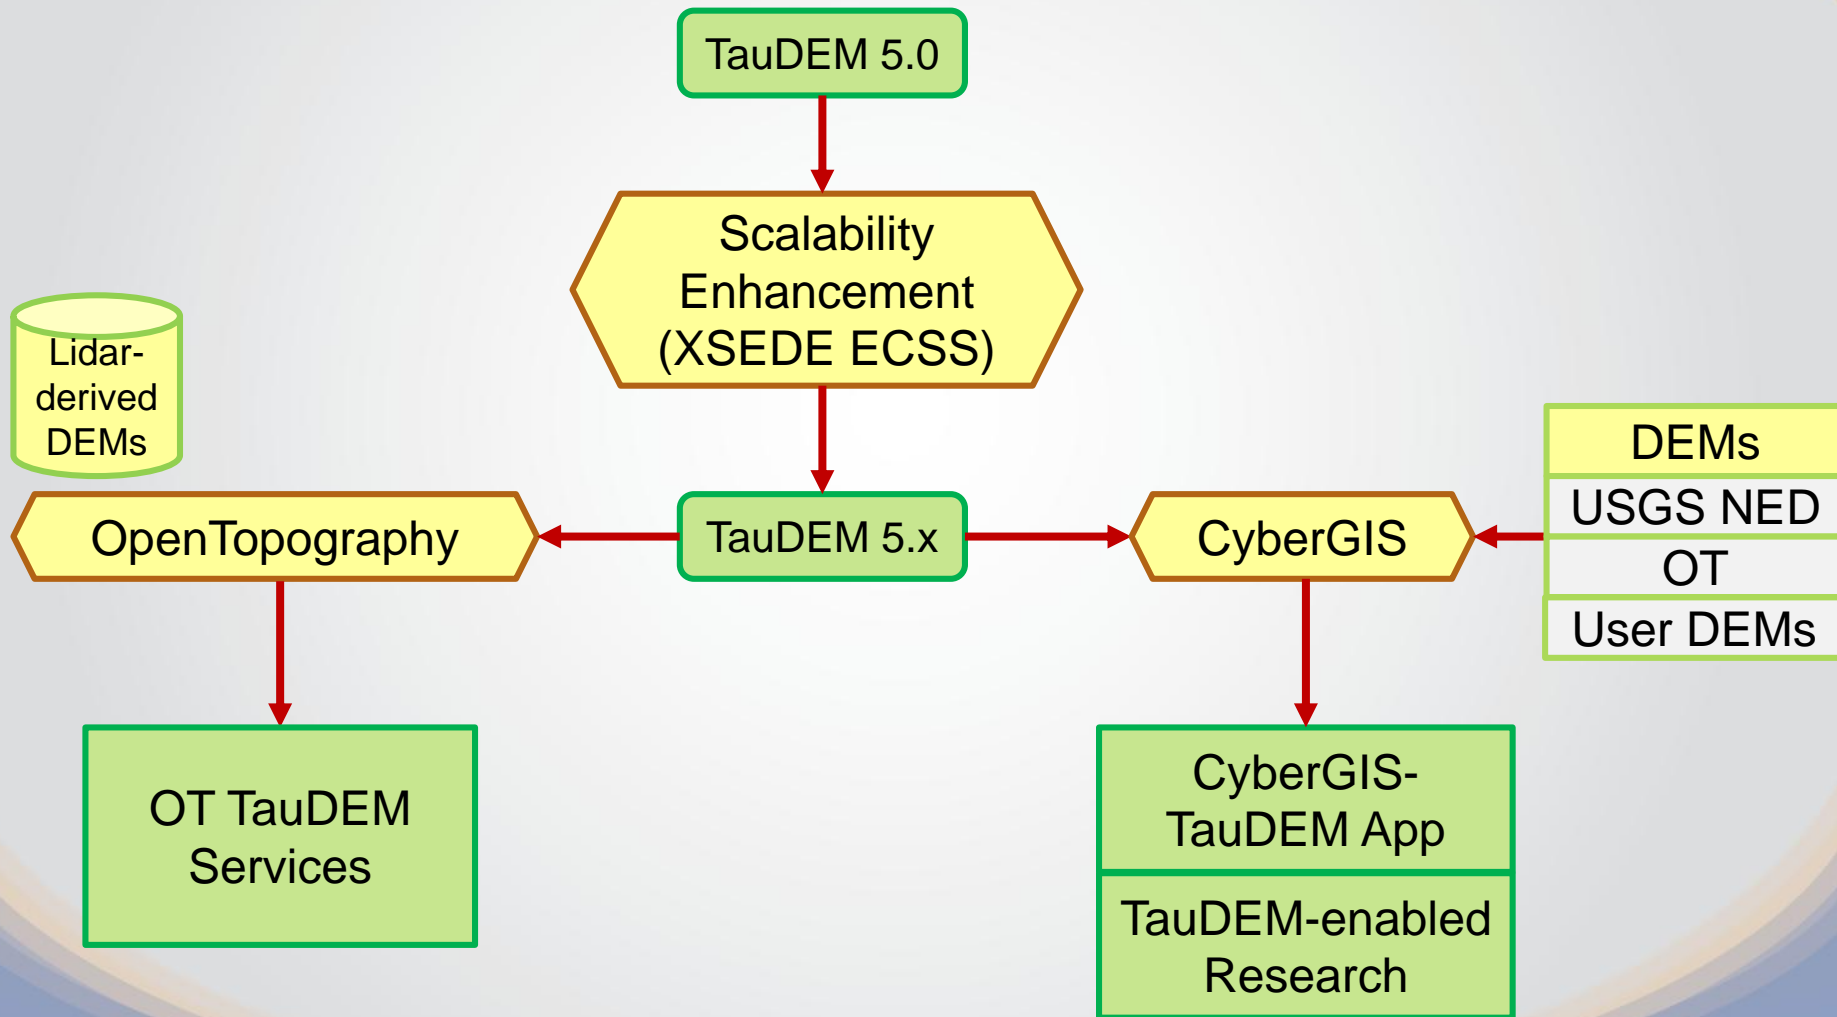 TauDEM 5.0
Scalability
Enhancement
(XSEDE ECSS)
Lidar-
derived
DEMs
OpenTopography
TauDEM 5.x
CyberGIS
DEMs
USGS NED
OT
User DEMs
OT TauDEM
Services
CyberGIS-
TauDEM App
TauDEM-enabled
Research